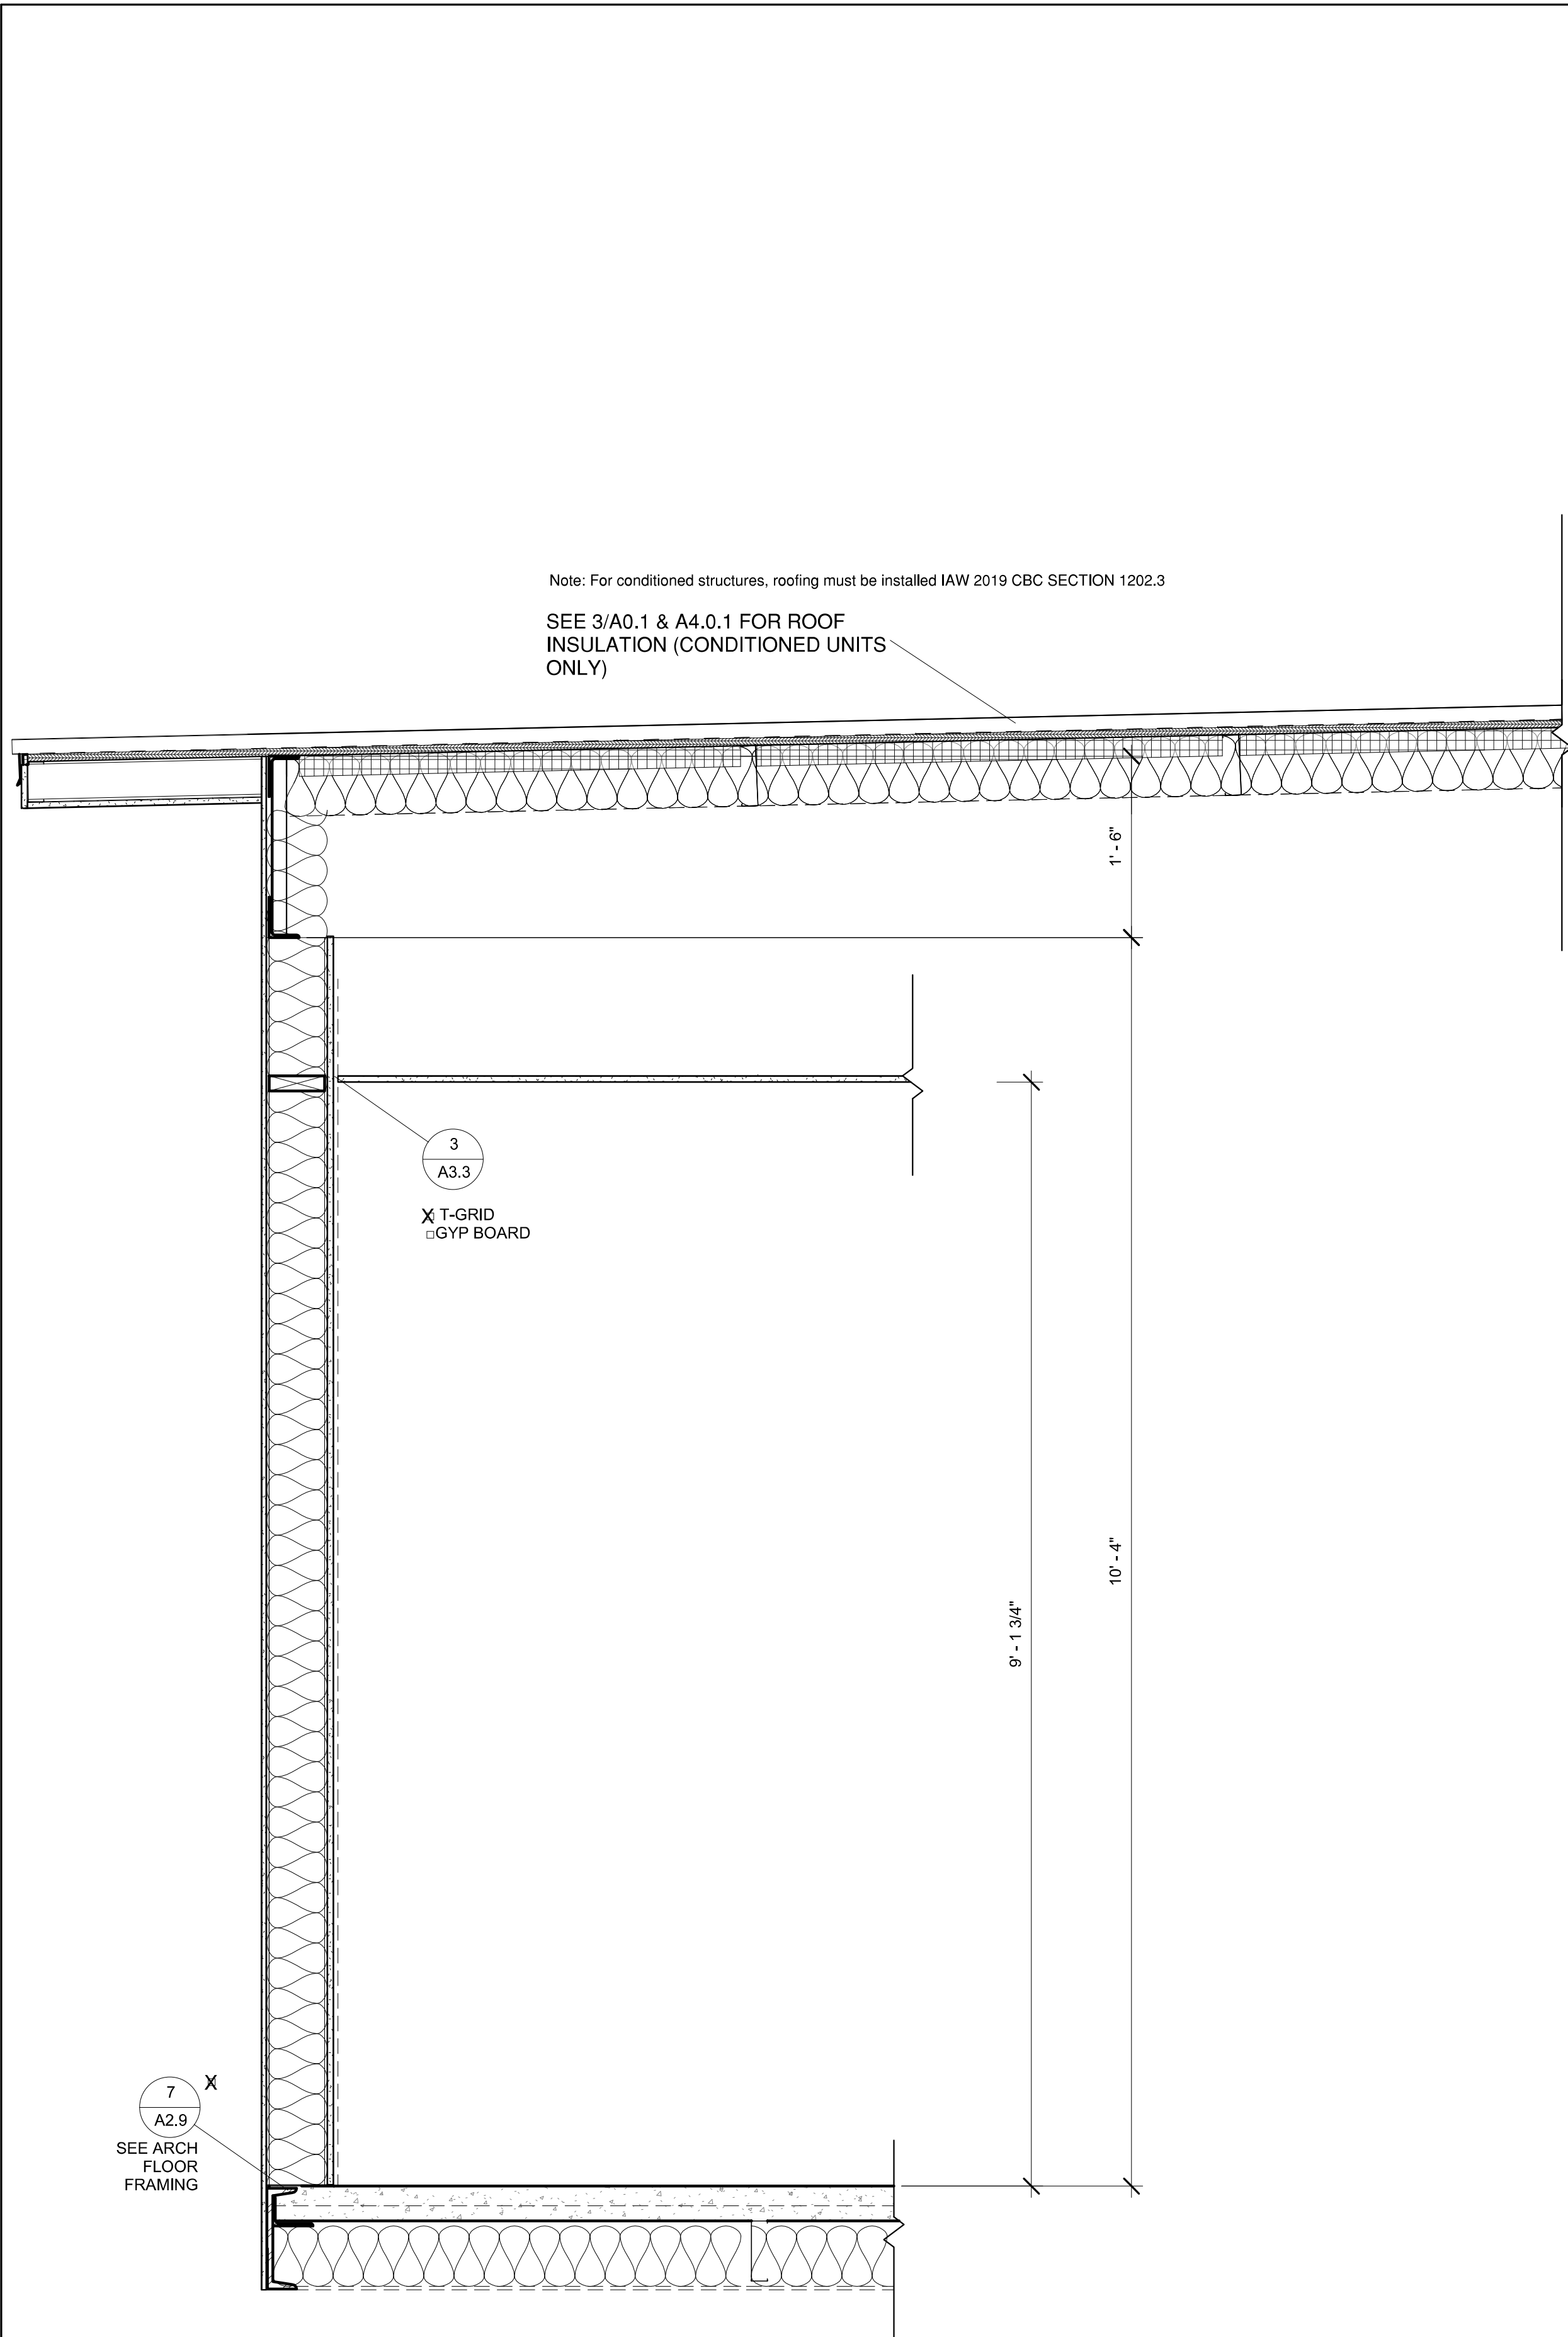 Note: For conditioned structures, roofing must be installed IAW 2019 CBC SECTION 1202.3
SEE 3/A0.1 & A4.0.1 FOR ROOF
INSULATION (CONDITIONED UNITS
ONLY)
1' - 6"
3
A3.3
X T-GRID
□GYP BOARD
10' - 4"
9' - 1 3/4"
7
X
A2.9
SEE ARCH
FLOOR
FRAMING